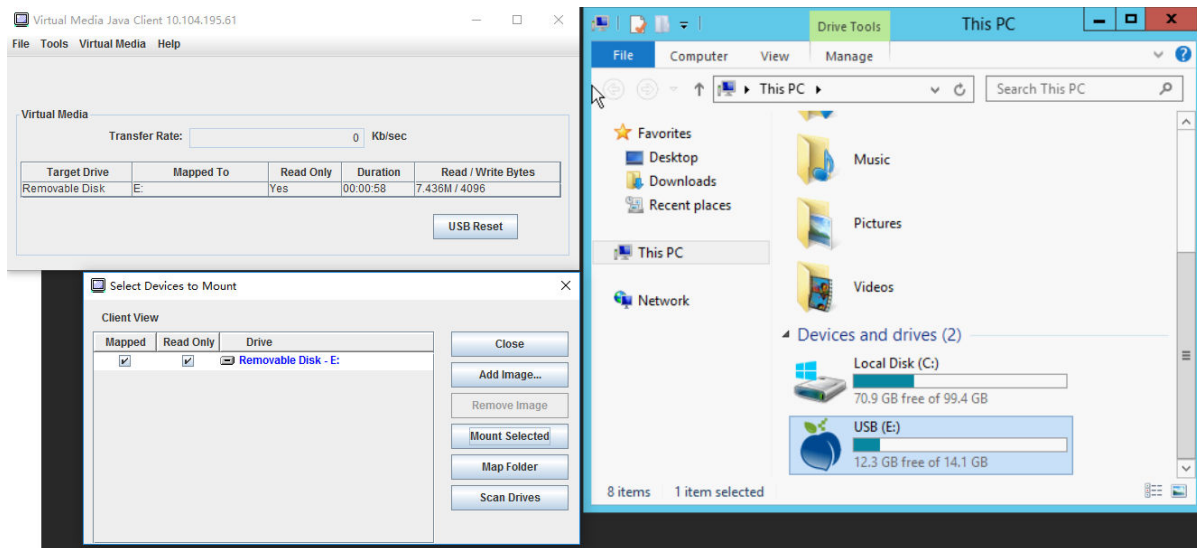 Virtual Media Java Client 10.104.195.61
File Tools Virtual Media Help
Virtual Media
Transfer Rate: 0 Kb/sec
Target Drive Mapped To Read Only Duration Read / Write Bytes
Removable Disk E: Yes 00:00:58 7.436M / 4096
USB Reset
Select Devices to Mount
Client View
Mapped Read Only Drive
Removable Disk - E:
Close
Add Image...
Remove Image
Mount Selected
Map Folder
Scan Drives
Drive Tools This PC
File Computer View Manage
This PC Search This PC
Favorites
Desktop
Downloads
Recent places
This PC
Network
Music
Pictures
Videos
Devices and drives (2)
Local Disk (C:)
70.9 GB free of 99.4 GB
USB (E:)
12.3 GB free of 14.1 GB
8 items 1 item selected